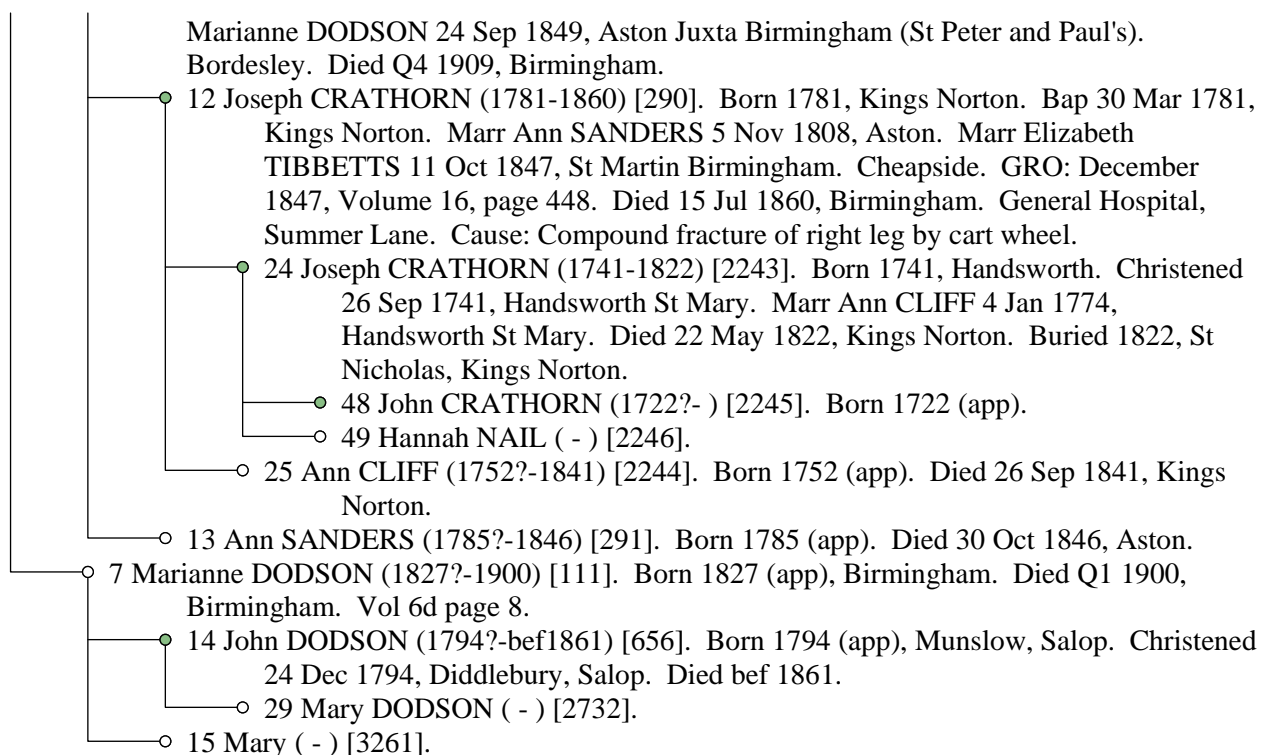 Marianne DODSON 24 Sep 1849, Aston Juxta Birmingham (St Peter and Paul's).
Bordesley. Died Q4 1909, Birmingham.
12 Joseph CRATHORN (1781-1860) [290]. Born 1781, Kings Norton. Bap 30 Mar 1781,
Kings Norton. Marr Ann SANDERS 5 Nov 1808, Aston. Marr Elizabeth
TIBBETTS 11 Oct 1847, St Martin Birmingham. Cheapside. GRO: December
1847, Volume 16, page 448. Died 15 Jul 1860, Birmingham. General Hospital,
Summer Lane. Cause: Compound fracture of right leg by cart wheel.
24 Joseph CRATHORN (1741-1822) [2243]. Born 1741, Handsworth. Christened
26 Sep 1741, Handsworth St Mary. Marr Ann CLIFF 4 Jan 1774,
Handsworth St Mary. Died 22 May 1822, Kings Norton. Buried 1822, St
Nicholas, Kings Norton.
48 John CRATHORN (1722?- ) [2245]. Born 1722 (app).
49 Hannah NAIL ( - ) [2246].
25 Ann CLIFF (1752?-1841) [2244]. Born 1752 (app). Died 26 Sep 1841, Kings
Norton.
13 Ann SANDERS (1785?-1846) [291]. Born 1785 (app). Died 30 Oct 1846, Aston.
7 Marianne DODSON (1827?-1900) [111]. Born 1827 (app), Birmingham. Died Q1 1900,
Birmingham. Vol 6d page 8.
14 John DODSON (1794?-bef1861) [656]. Born 1794 (app), Munslow, Salop. Christened
24 Dec 1794, Diddlebury, Salop. Died bef 1861.
29 Mary DODSON ( - ) [2732].
15 Mary ( - ) [3261].